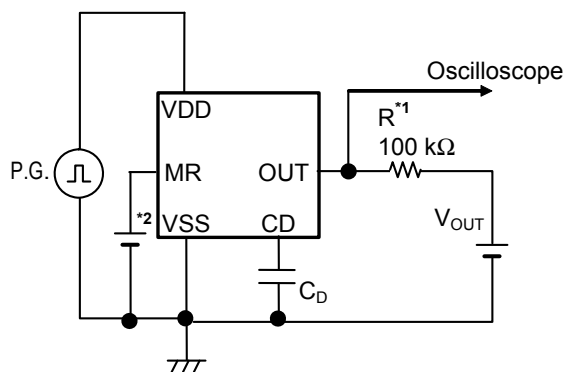 Oscilloscope
R*1
100 kΩ
VDD
P.G.
MR
OUT
*2
VSS
CD
VOUT
CD